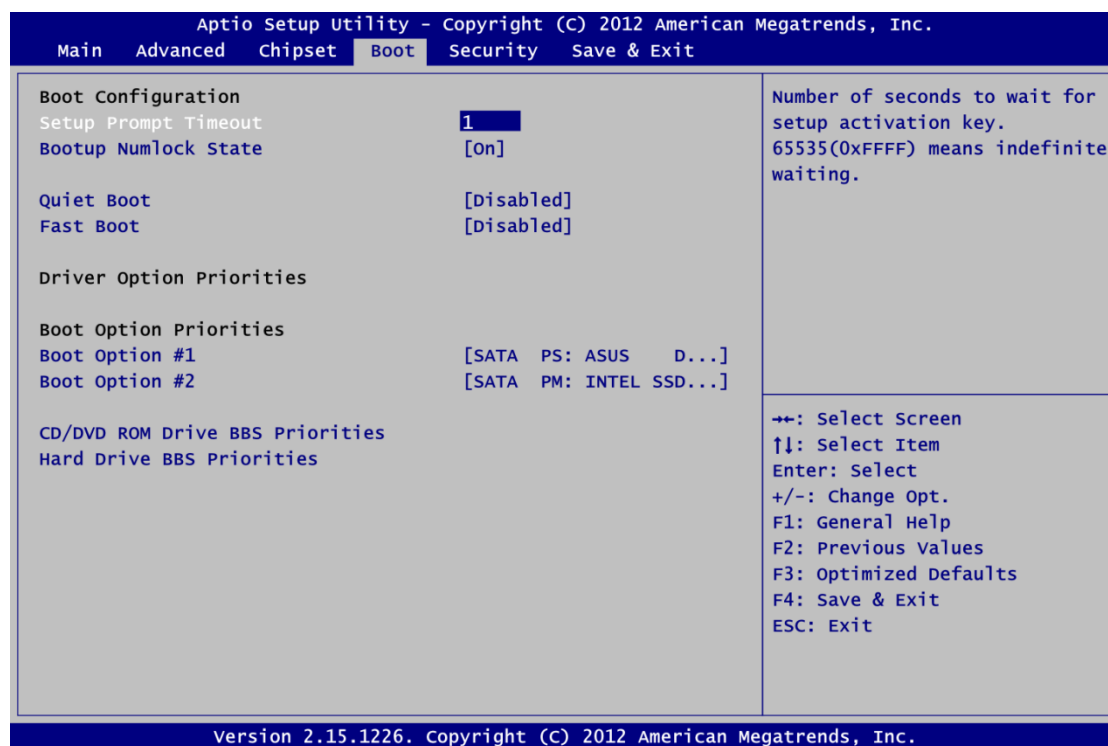 Aptio Setup Utility - Copyright (C) 2012 American Megatrends, Inc.
Main Advanced Chipset Boot Security Save & Exit
Boot Configuration
Setup Prompt Timeout 1
Bootup Numlock State [On]
Quiet Boot [Disabled]
Fast Boot [Disabled]
Driver Option Priorities
Boot Option Priorities
Boot Option #1 [SATA PS: ASUS D...]
Boot Option #2 [SATA PM: INTEL SSD...]
CD/DVD ROM Drive BBS Priorities
Hard Drive BBS Priorities
Number of seconds to wait for
setup activation key.
65535(0xFFFF) means indefinite
waiting.
→←: Select Screen
↑↓: Select Item
Enter: Select
+/-: Change Opt.
F1: General Help
F2: Previous Values
F3: Optimized Defaults
F4: Save & Exit
ESC: Exit
Version 2.15.1226. Copyright (C) 2012 American Megatrends, Inc.